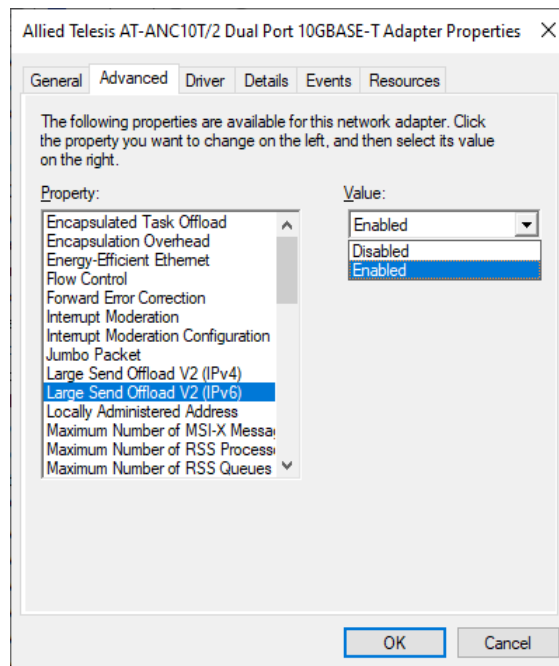 Allied Telesis AT-ANC10T/2 Dual Port 10GBASE-T Adapter Properties
General Advanced Driver Details Events Resources
The following properties are available for this network adapter. Click
the property you want to change on the left, and then select its value
on the right.
Property:
Encapsulated Task Offload
Encapsulation Overhead
Energy-Efficient Ethernet
Flow Control
Forward Error Correction
Interrupt Moderation
Interrupt Moderation Configuration
Jumbo Packet
Large Send Offload V2 (IPv4)
Large Send Offload V2 (IPv6)
Locally Administered Address
Maximum Number of MSI-X Messa
Maximum Number of RSS Process
Maximum Number of RSS Queues
Value:
Enabled
Disabled
Enabled
OK Cancel